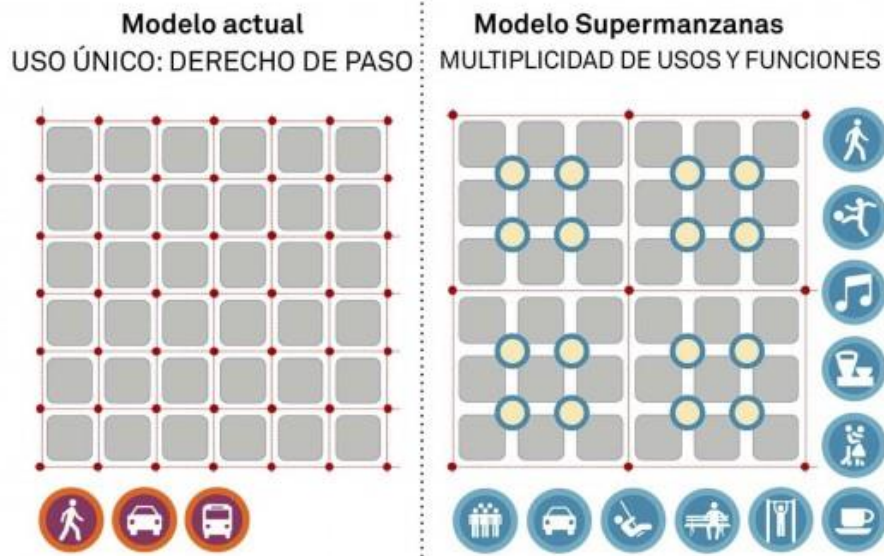 Modelo actual
USO ÚNICO: DERECHO DE PASO
Modelo Supermanzanas
MULTIPLICIDAD DE USOS Y FUNCIONES